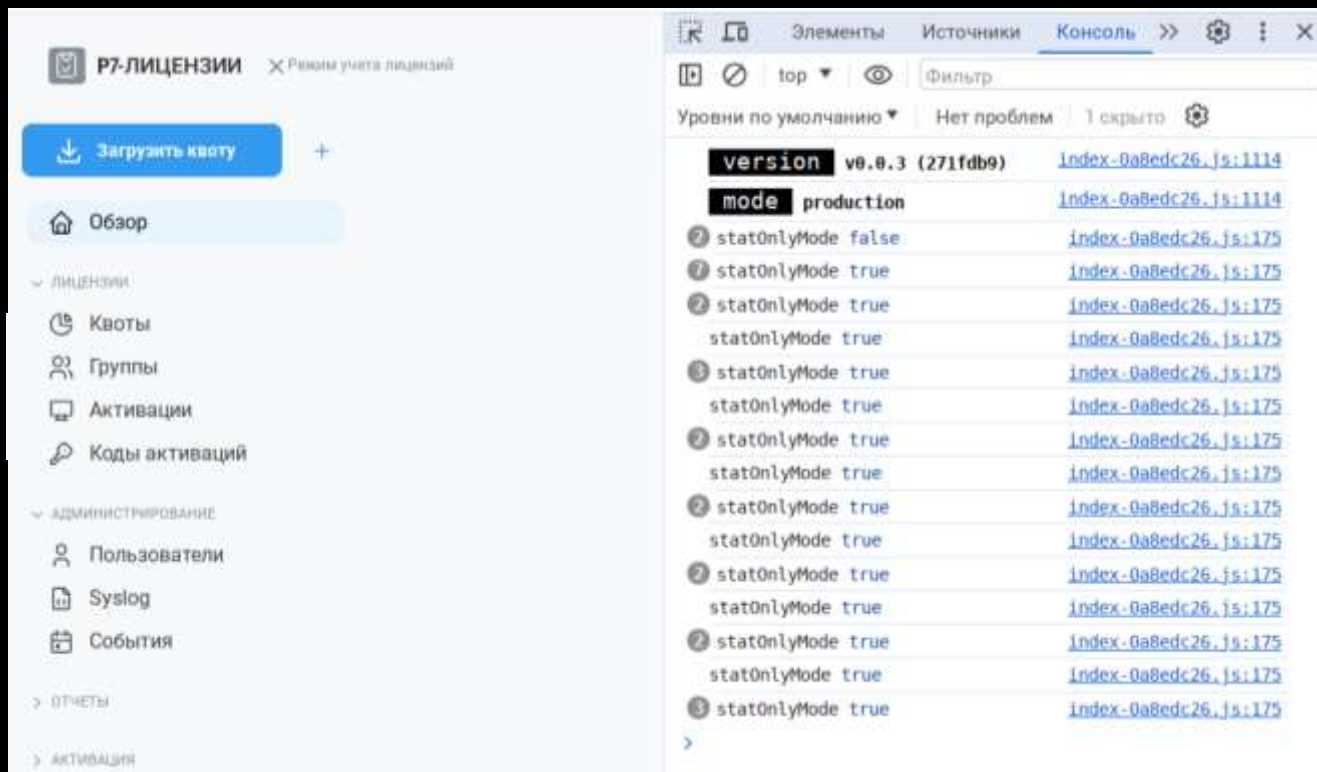 Р7-ЛИЦЕНЗИИ Режим учета лицензий
Загрузить квоту +
Обзор
ЛИЦЕНЗИИ
Квоты
Группы
Активации
Коды активаций
АДМИНИСТРИРОВАНИЕ
Пользователи
Syslog
События
ОТЧЕТЫ
АКТИВАЦИЯ
Элементы Источники Консоль >>
top Фильтр
Уровни по умолчанию Нет проблем 1 скрыто
version v0.0.3 (271fdb9) index-0a8edc26.js:1114
mode production index-0a8edc26.js:1114
2 statOnlyMode false index-0a8edc26.js:175
7 statOnlyMode true index-0a8edc26.js:175
2 statOnlyMode true index-0a8edc26.js:175
statOnlyMode true index-0a8edc26.js:175
3 statOnlyMode true index-0a8edc26.js:175
statOnlyMode true index-0a8edc26.js:175
2 statOnlyMode true index-0a8edc26.js:175
statOnlyMode true index-0a8edc26.js:175
2 statOnlyMode true index-0a8edc26.js:175
statOnlyMode true index-0a8edc26.js:175
2 statOnlyMode true index-0a8edc26.js:175
statOnlyMode true index-0a8edc26.js:175
2 statOnlyMode true index-0a8edc26.js:175
statOnlyMode true index-0a8edc26.js:175
3 statOnlyMode true index-0a8edc26.js:175
>